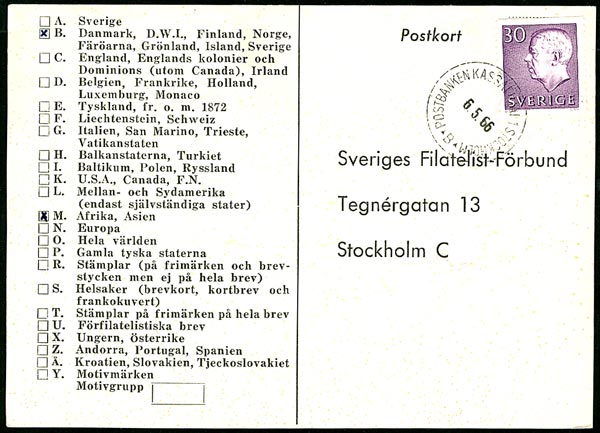 A. Sverige
B. Danmark, D.W.I., Finland, Norge,
Färöarna, Grönland, Island, Sverige
C. England, Englands kolonier och
Dominions (utom Canada), Irland
D. Belgien, Frankrike, Holland,
Luxemburg, Monaco
E. Tyskland, fr. o. m. 1872
F. Liechtenstein, Schweiz
G. Italien, San Marino, Trieste,
Vatikanstaten
H. Balkanstaterna, Turkiet
I. Baltikum, Polen, Ryssland
K. U.S.A., Canada, F.N.
L. Mellan- och Sydamerika
(endast självständiga stater)
M. Afrika, Asien
N. Europa
O. Hela världen
P. Gamla tyska staterna
R. Stämplar (på frimärken och brev-
stycken men ej på hela brev)
S. Helsaker (brevkort, kortbrev och
frankokuvert)
T. Stämplar på frimärken på hela brev
U. Förfilatelistiska brev
X. Ungern, österrike
Z. Andorra, Portugal, Spanien
Ä. Kroatien, Slovakien, Tjeckoslovakiet
Y. Motivmärken
Motivgrupp
Postkort
30
SVERIGE
POSTBANKEN STOCKHOLM
B
6.5.66
Sveriges Filatelist-Förbund
Tegnérgatan 13
Stockholm C